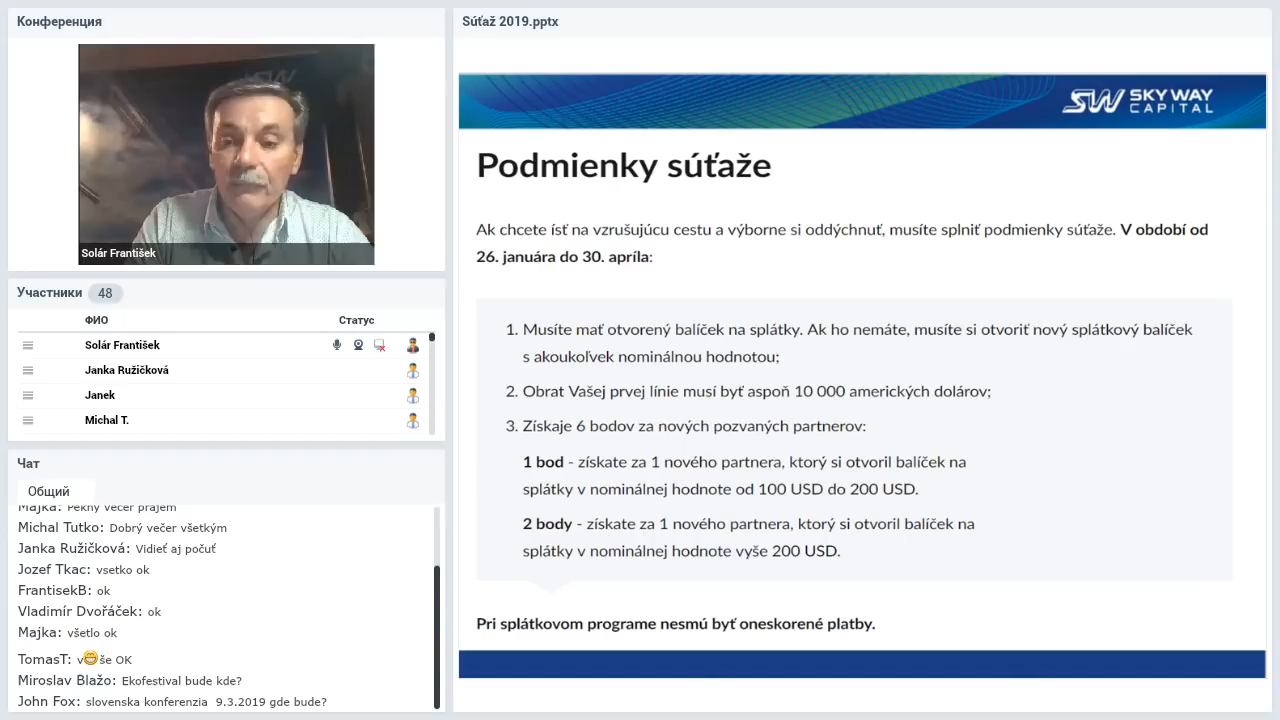 Конференция
Solár František
Участники 48
ФИО Статус
Solár František
Janka Ružičková
Janek
Michal T.
Чат
Общий
Majka: Pekný večer prajem
Michal Tutko: Dobrý večer všetkým
Janka Ružičková: Vidieť aj počuť
Jozef Tkac: vsetko ok
FrantisekB: ok
Vladimír Dvořáček: ok
Majka: všetlo ok
TomasT: v😁še OK
Miroslav Blažo: Ekofestival bude kde?
John Fox: slovenska konferenzia 9.3.2019 gde bude?
Súťaž 2019.pptx
SW SKY WAY
CAPITAL
Podmienky súťaže
Ak chcete ísť na vzrušujúcu cestu a výborne si oddýchnuť, musíte splniť podmienky súťaže. V období od
26. januára do 30. apríla:
1. Musíte mať otvorený balíček na splátky. Ak ho nemáte, musíte si otvoriť nový splátkový balíček
s akoukoľvek nominálnou hodnotou;
2. Obrat Vašej prvej línie musí byť aspoň 10 000 amerických dolárov;
3. Získaje 6 bodov za nových pozvaných partnerov:
1 bod - získate za 1 nového partnera, ktorý si otvoril balíček na
splátky v nominálnej hodnote od 100 USD do 200 USD.
2 body - získate za 1 nového partnera, ktorý si otvoril balíček na
splátky v nominálnej hodnote vyše 200 USD.
Pri splátkovom programe nesmú byť oneskorené platby.